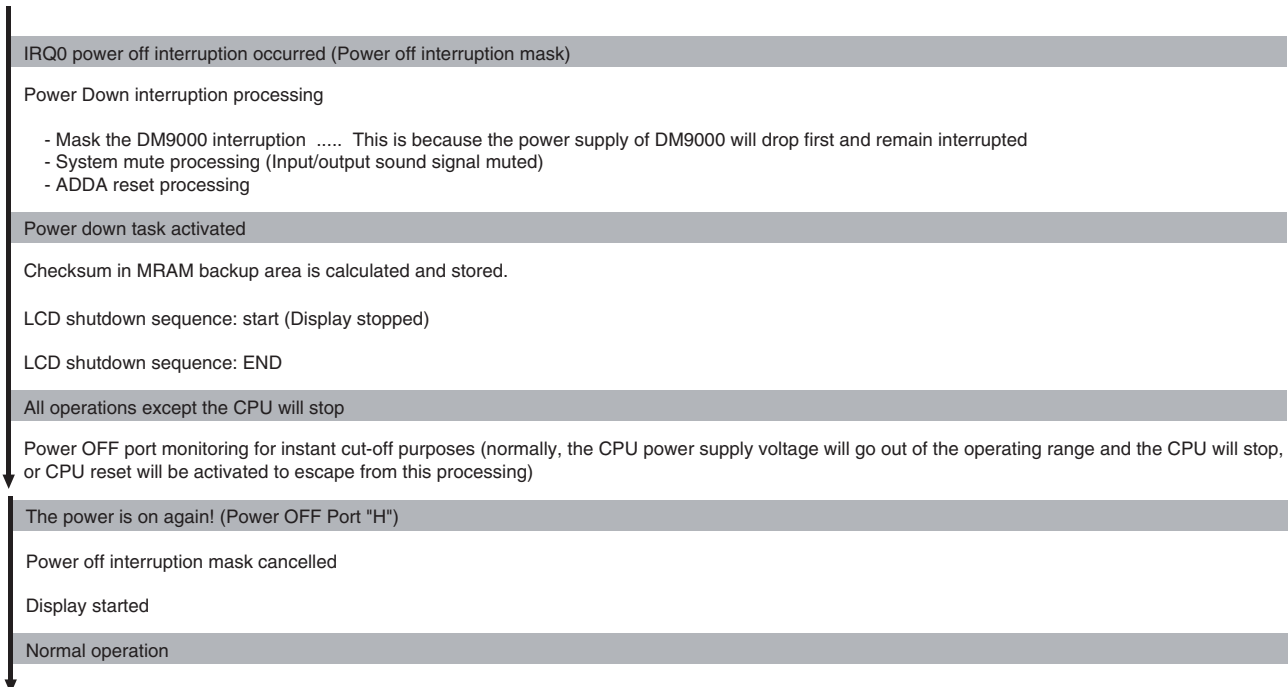 IRQ0 power off interruption occurred (Power off interruption mask)
Power Down interruption processing
- Mask the DM9000 interruption ..... This is because the power supply of DM9000 will drop first and remain interrupted
- System mute processing (Input/output sound signal muted)
- ADDA reset processing
Power down task activated
Checksum in MRAM backup area is calculated and stored.
LCD shutdown sequence: start (Display stopped)
LCD shutdown sequence: END
All operations except the CPU will stop
Power OFF port monitoring for instant cut-off purposes (normally, the CPU power supply voltage will go out of the operating range and the CPU will stop,
or CPU reset will be activated to escape from this processing)
The power is on again! (Power OFF Port "H")
Power off interruption mask cancelled
Display started
Normal operation